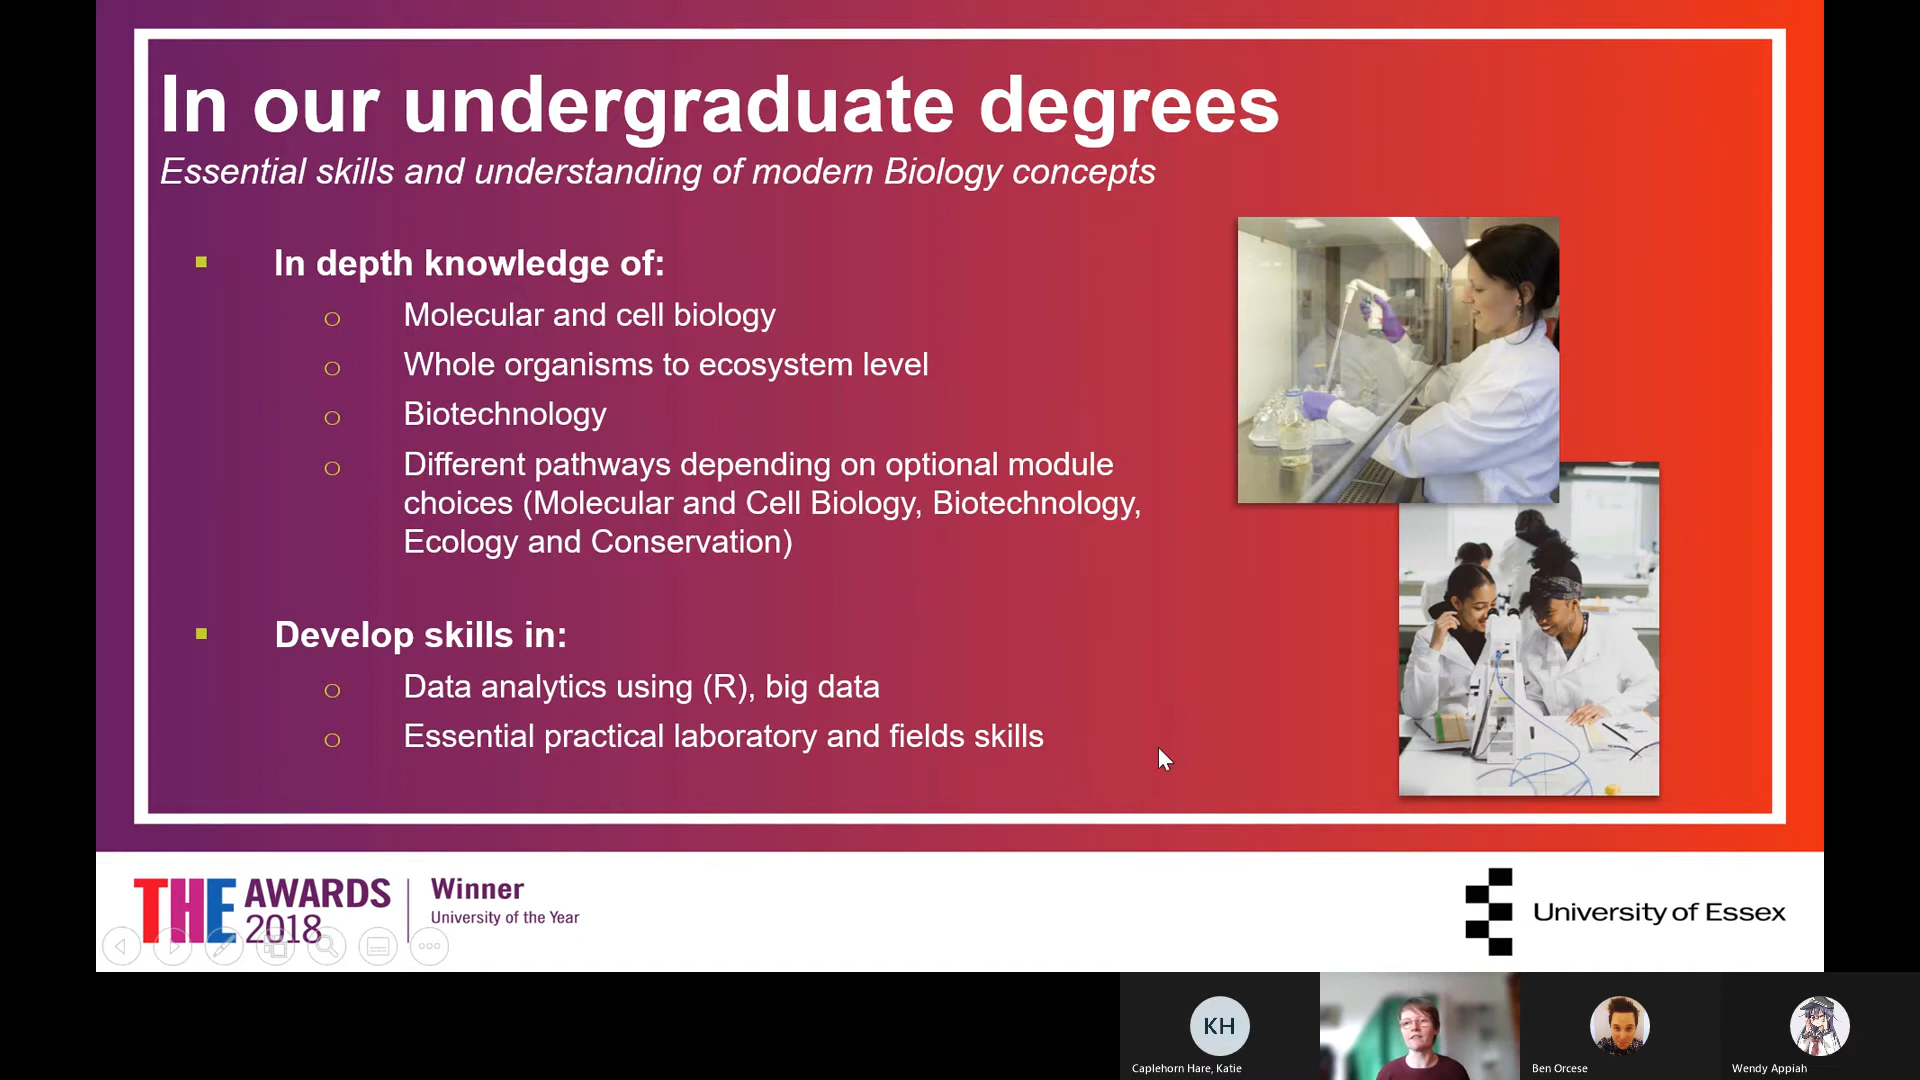 In our undergraduate degrees
Essential skills and understanding of modern Biology concepts
In depth knowledge of:
Molecular and cell biology
Whole organisms to ecosystem level
Biotechnology
Different pathways depending on optional module
choices (Molecular and Cell Biology, Biotechnology,
Ecology and Conservation)
Develop skills in:
Data analytics using (R), big data
Essential practical laboratory and fields skills
THE AWARDS
2018
Winner
University of the Year
University of Essex
KH
Caplehorn Hare, Katie
Ben Orcese
Wendy Appiah